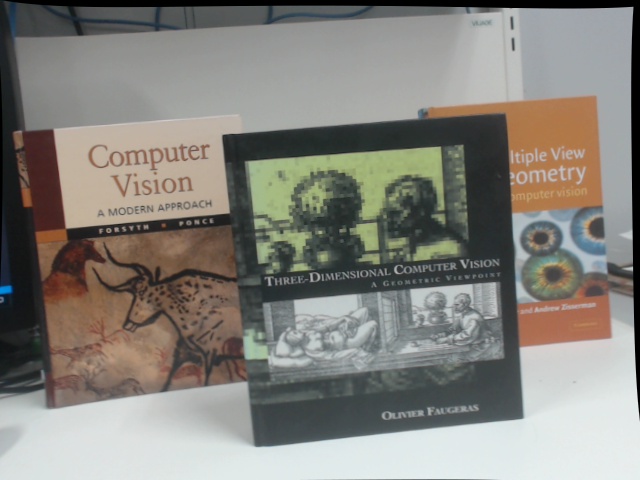 Computer
Vision
A MODERN APPROACH
FORSYTH PONCE
THREE-DIMENSIONAL COMPUTER VISION
A GEOMETRIC VIEWPOINT
OLIVIER FAUGERAS
ltiple View
eometry
omputer vision
and Andrew Zisserman